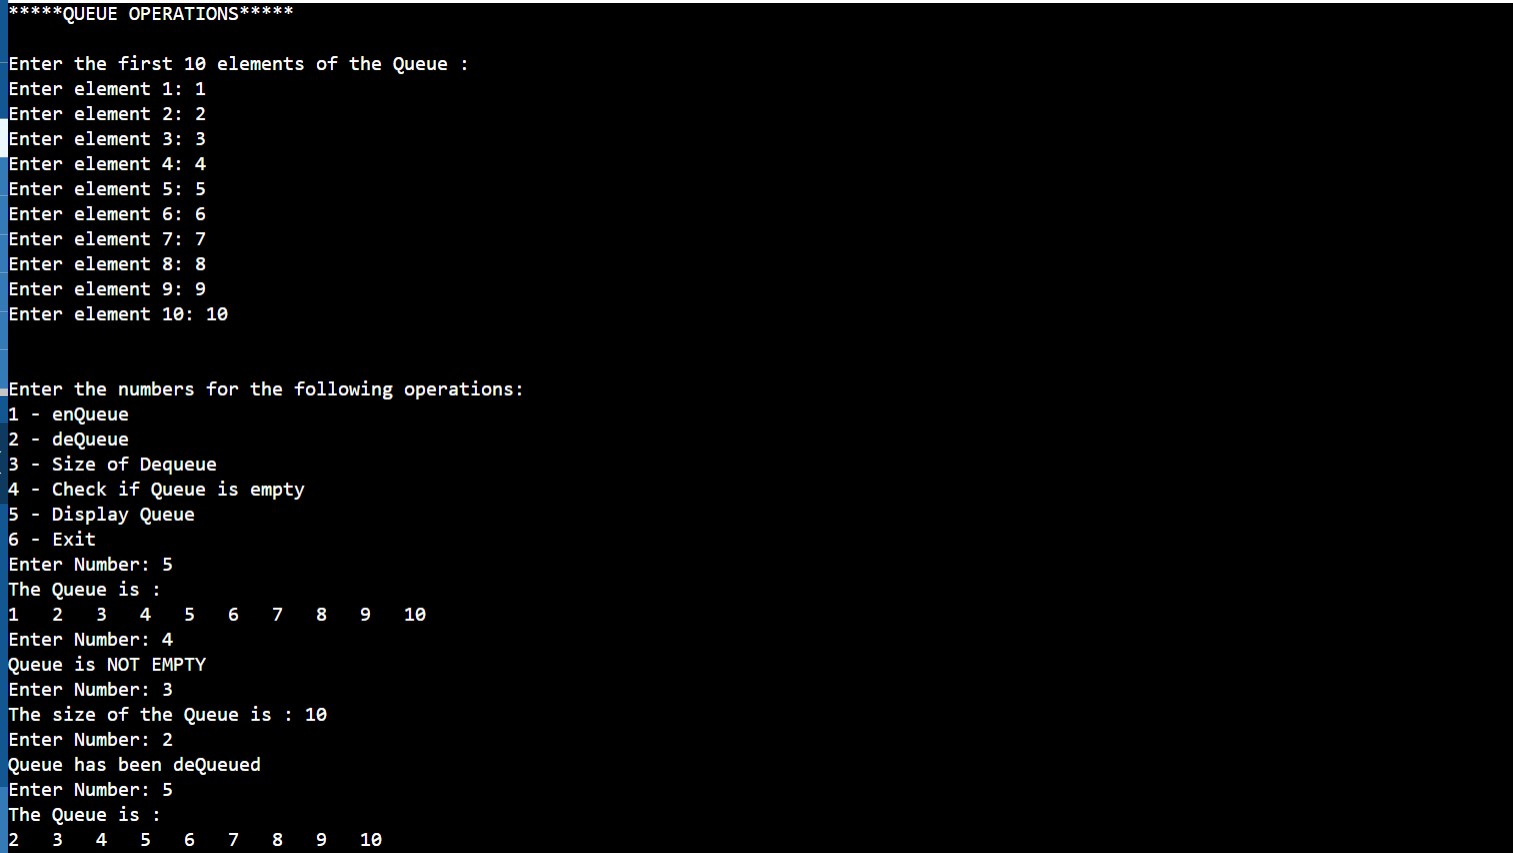 *****QUEUE OPERATIONS*****
Enter the first 10 elements of the Queue :
Enter element 1: 1
Enter element 2: 2
Enter element 3: 3
Enter element 4: 4
Enter element 5: 5
Enter element 6: 6
Enter element 7: 7
Enter element 8: 8
Enter element 9: 9
Enter element 10: 10
Enter the numbers for the following operations:
1 - enQueue
2 - deQueue
3 - Size of Dequeue
4 - Check if Queue is empty
5 - Display Queue
6 - Exit
Enter Number: 5
The Queue is :
1   2   3   4   5   6   7   8   9   10
Enter Number: 4
Queue is NOT EMPTY
Enter Number: 3
The size of the Queue is : 10
Enter Number: 2
Queue has been deQueued
Enter Number: 5
The Queue is :
2   3   4   5   6   7   8   9   10